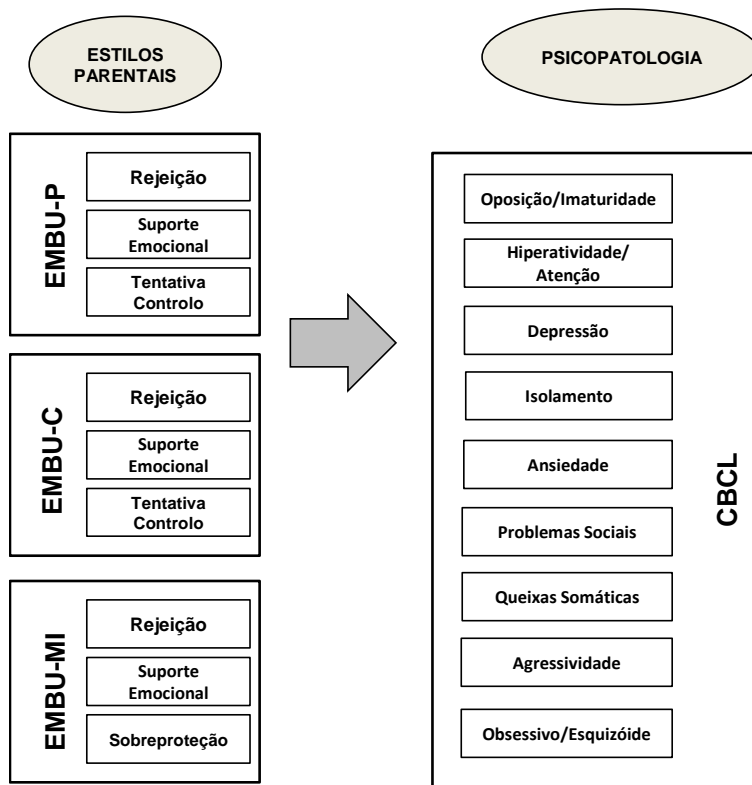 ESTILOS
PARENTAIS
PSICOPATOLOGIA
EMBU-P
Rejeição
Suporte
Emocional
Tentativa
Controlo
EMBU-C
Rejeição
Suporte
Emocional
Tentativa
Controlo
EMBU-MI
Rejeição
Suporte
Emocional
Sobreproteção
Oposição/Imaturidade
Hiperatividade/
Atenção
Depressão
Isolamento
Ansiedade
Problemas Sociais
Queixas Somáticas
Agressividade
Obsessivo/Esquizóide
CBCL